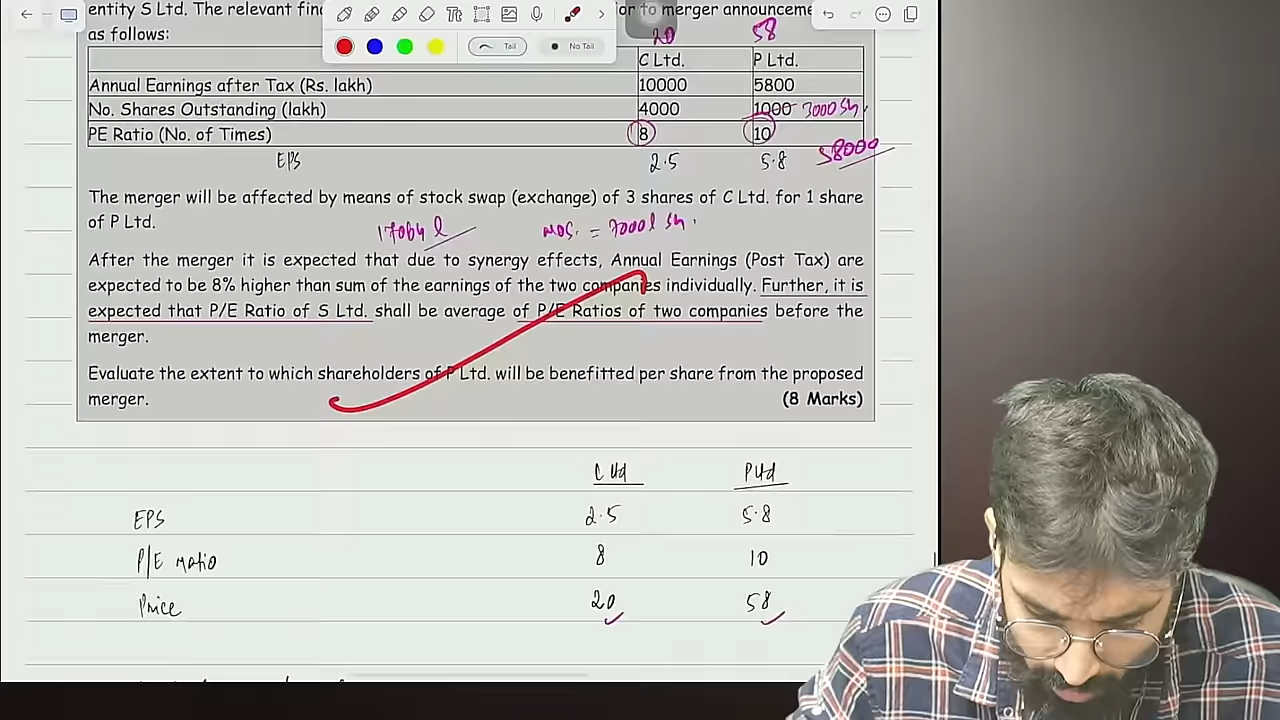 entity S Ltd. The relevant fin
or to merger announceme
as follows:
20 58
C Ltd. P Ltd.
Annual Earnings after Tax (Rs. lakh) 10000 5800
No. Shares Outstanding (lakh) 4000 1000 3000 Sh.
PE Ratio (No. of Times) 8 10
EPS 2.5 5.8 58000
The merger will be affected by means of stock swap (exchange) of 3 shares of C Ltd. for 1 share
of P Ltd.
17064 l NOS. = 7000 l Sh.
After the merger it is expected that due to synergy effects, Annual Earnings (Post Tax) are
expected to be 8% higher than sum of the earnings of the two companies individually. Further, it is
expected that P/E Ratio of S Ltd. shall be average of P/E Ratios of two companies before the
merger.
Evaluate the extent to which shareholders of P Ltd. will be benefitted per share from the proposed
merger.
(8 Marks)
C Ltd P Ltd
EPS 2.5 5.8
P/E Ratio 8 10
Price 20 58
Tt
Tail
No Tail